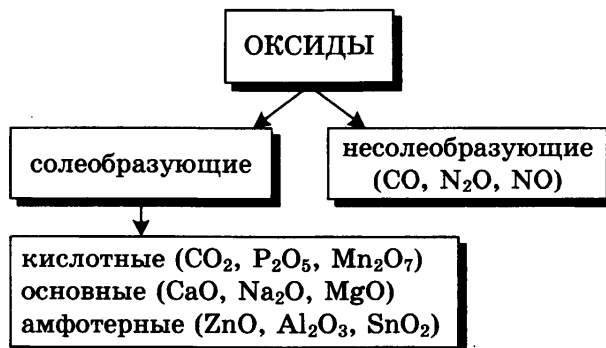 ОКСИДЫ
солеобразующие
несолеобразующие
(CO, N₂O, NO)
кислотные (CO₂, P₂O₅, Mn₂O₇)
основные (CaO, Na₂O, MgO)
амфотерные (ZnO, Al₂O₃, SnO₂)